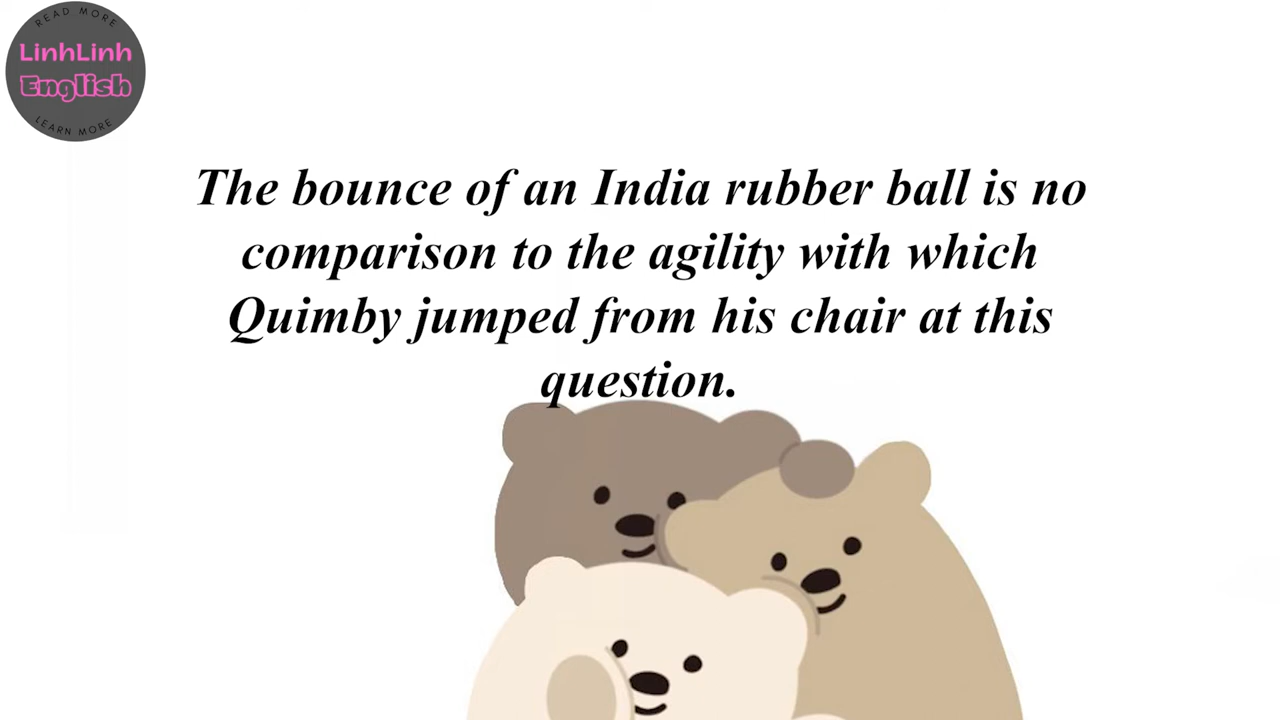 READ MORE
LinhLinh
English
LEARN MORE
The bounce of an India rubber ball is no
comparison to the agility with which
Quimby jumped from his chair at this
question.